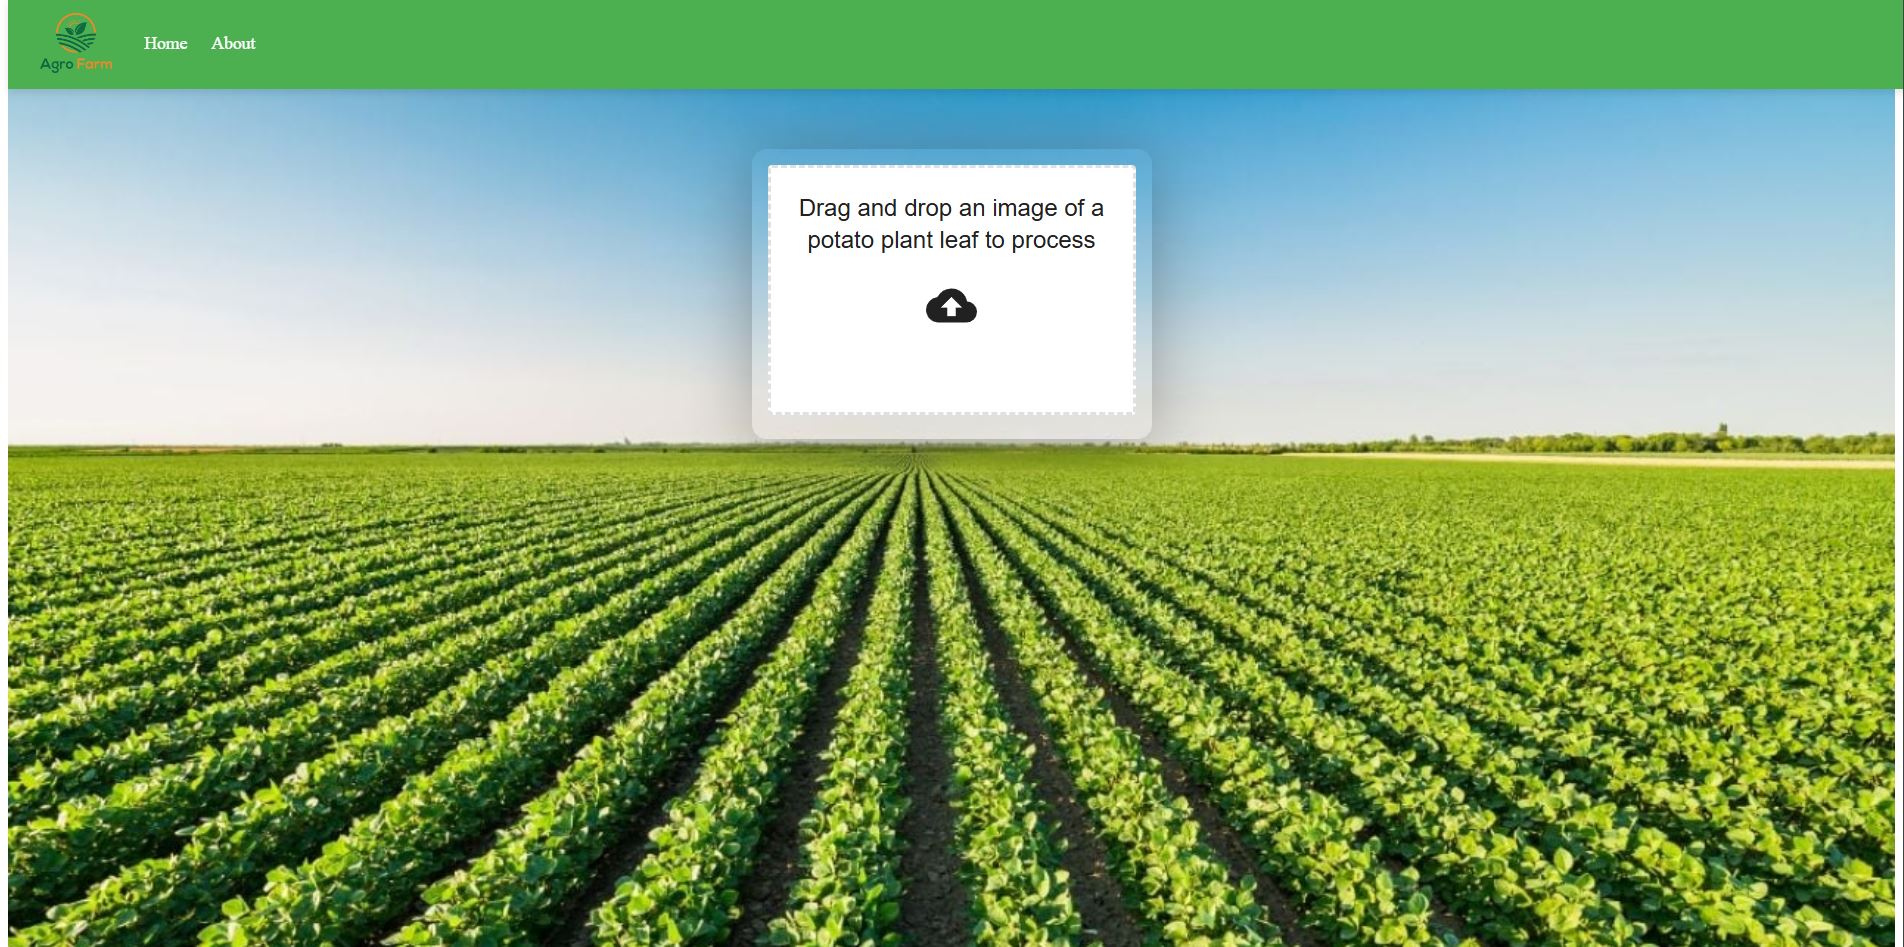 Agro Farm
Home
About
Drag and drop an image of a
potato plant leaf to process